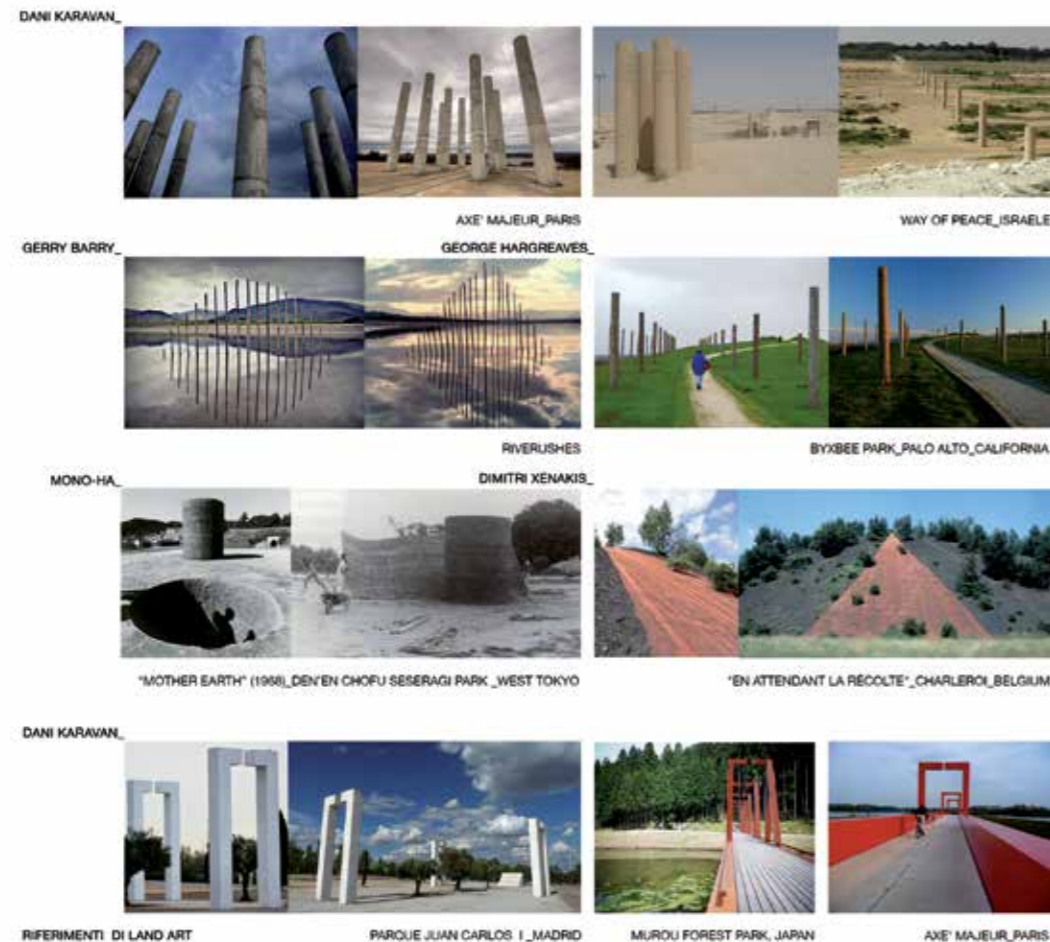 DANI KARAVAN_
AXE' MAJEUR_PARIS
WAY OF PEACE_ISRAELE
GERRY BARRY_
GEORGE HARGREAVES_
RIVERUSHES
BYXBEE PARK_PALO ALTO_CALIFORNIA
MONO-HA_
DIMITRI XENAKIS_
"MOTHER EARTH" (1968)_DEN'EN CHOFU SESERAGI PARK _WEST TOKYO
"EN ATTENDANT LA RÉCOLTE"_CHARLEROI_BELGIUM
DANI KARAVAN_
RIFERIMENTI DI LAND ART
PARQUE JUAN CARLOS I _MADRID
MUROU FOREST PARK, JAPAN
AXE' MAJEUR_PARIS